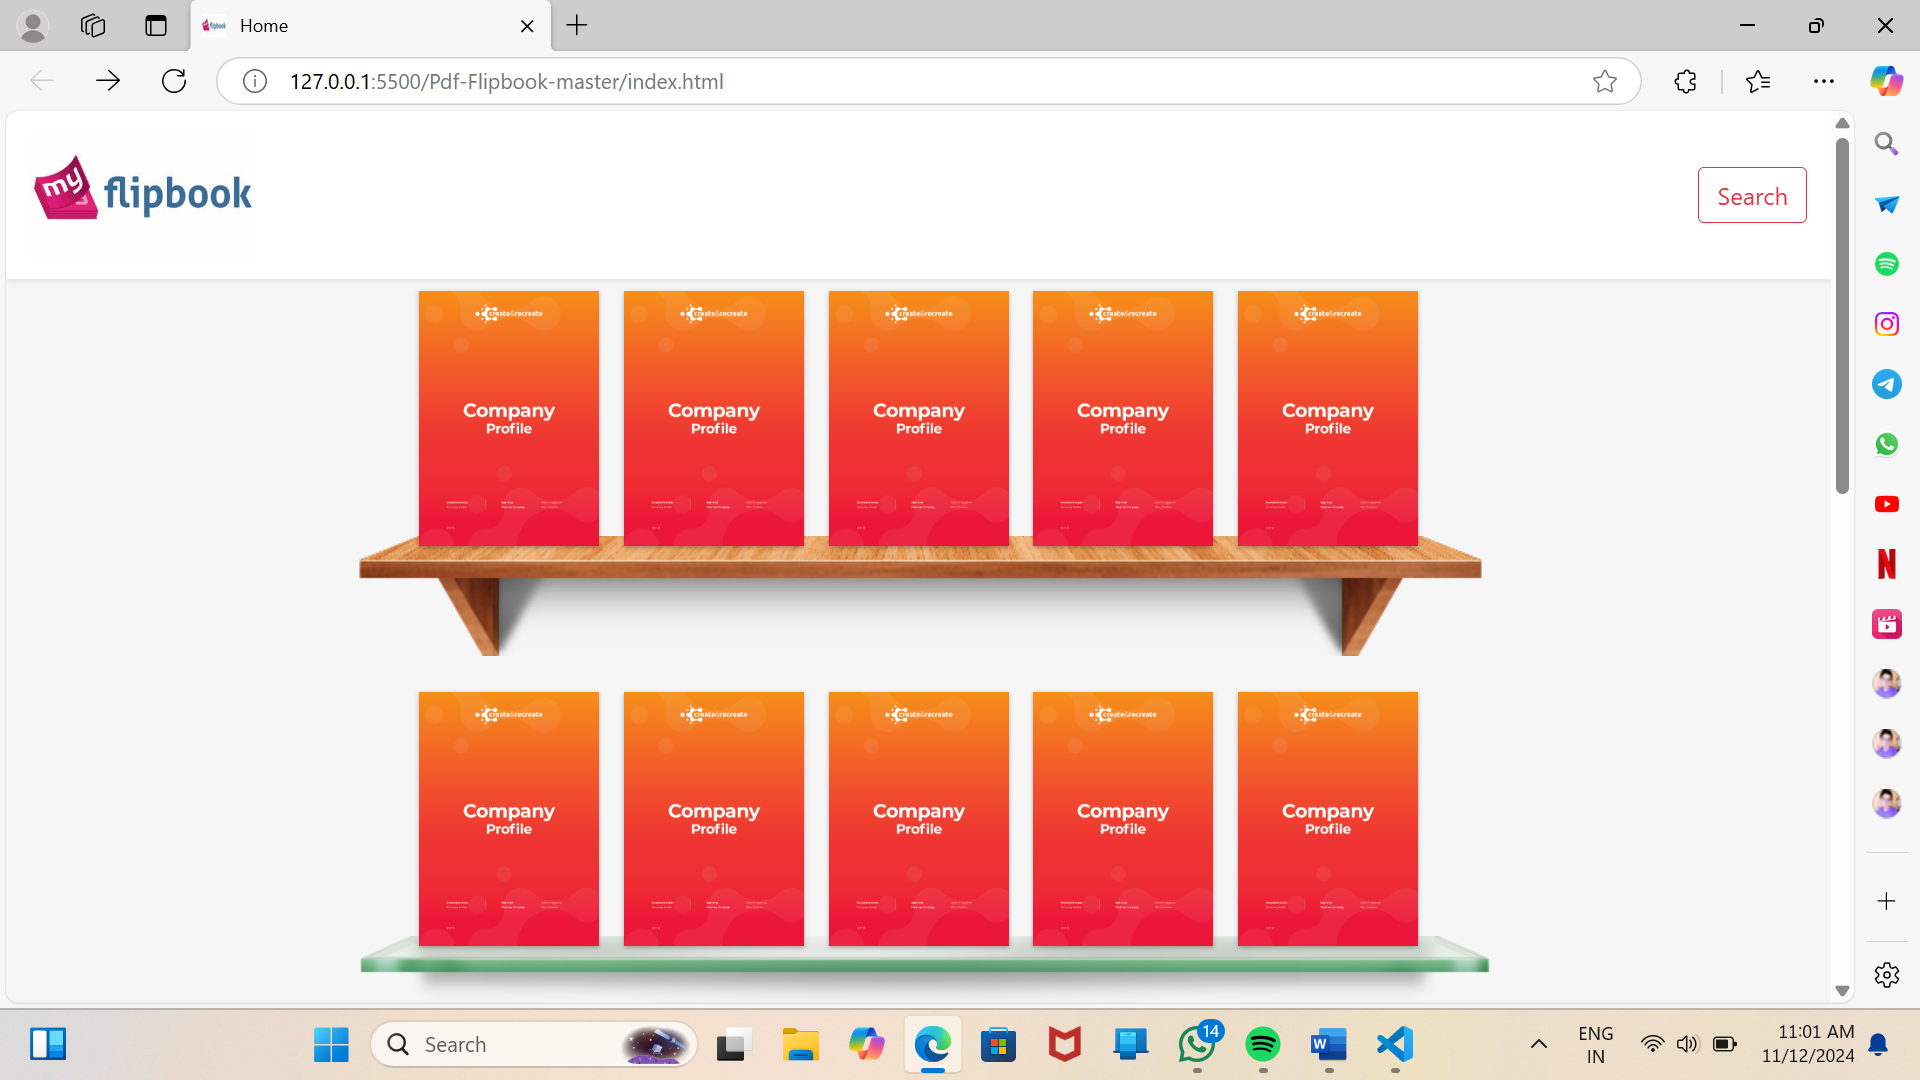 Home
127.0.0.1:5500/Pdf-Flipbook-master/index.html
my flipbook
Search
create&recreate create&recreate create&recreate create&recreate create&recreate
Company Company Company Company Company
Profile Profile Profile Profile Profile
create&recreate create&recreate create&recreate create&recreate create&recreate
Company Company Company Company Company
Profile Profile Profile Profile Profile
Search
14
ENG
IN
11:01 AM
11/12/2024